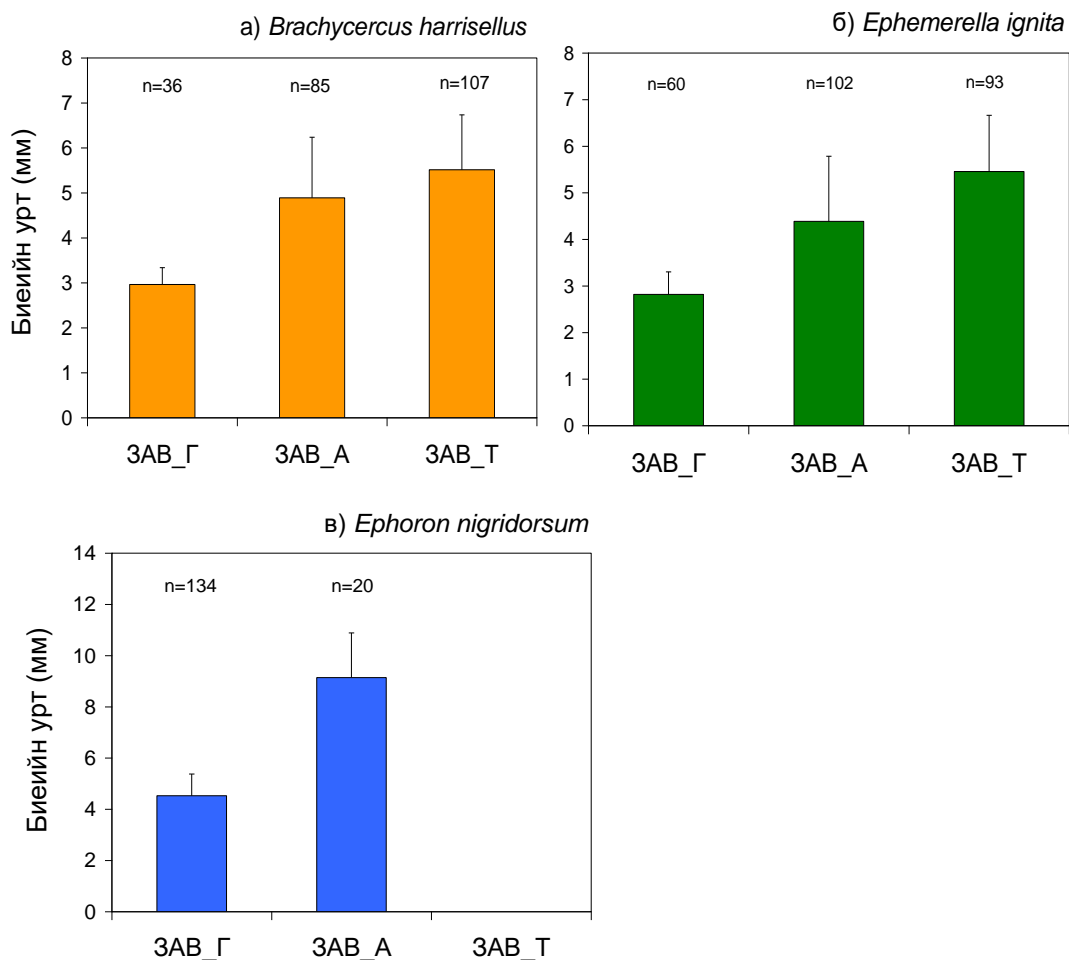 а) Brachycercus harrisellus
8
7
6
5
4
3
2
1
0
Биеийн урт (мм)
n=36 n=85 n=107
ЗАВ_Г ЗАВ_А ЗАВ_Т
б) Ephemerella ignita
8
7
6
5
4
3
2
1
0
n=60 n=102 n=93
ЗАВ_Г ЗАВ_А ЗАВ_Т
в) Ephoron nigridorsum
14
12
10
8
6
4
2
0
Биеийн урт (мм)
n=134 n=20
ЗАВ_Г ЗАВ_А ЗАВ_Т